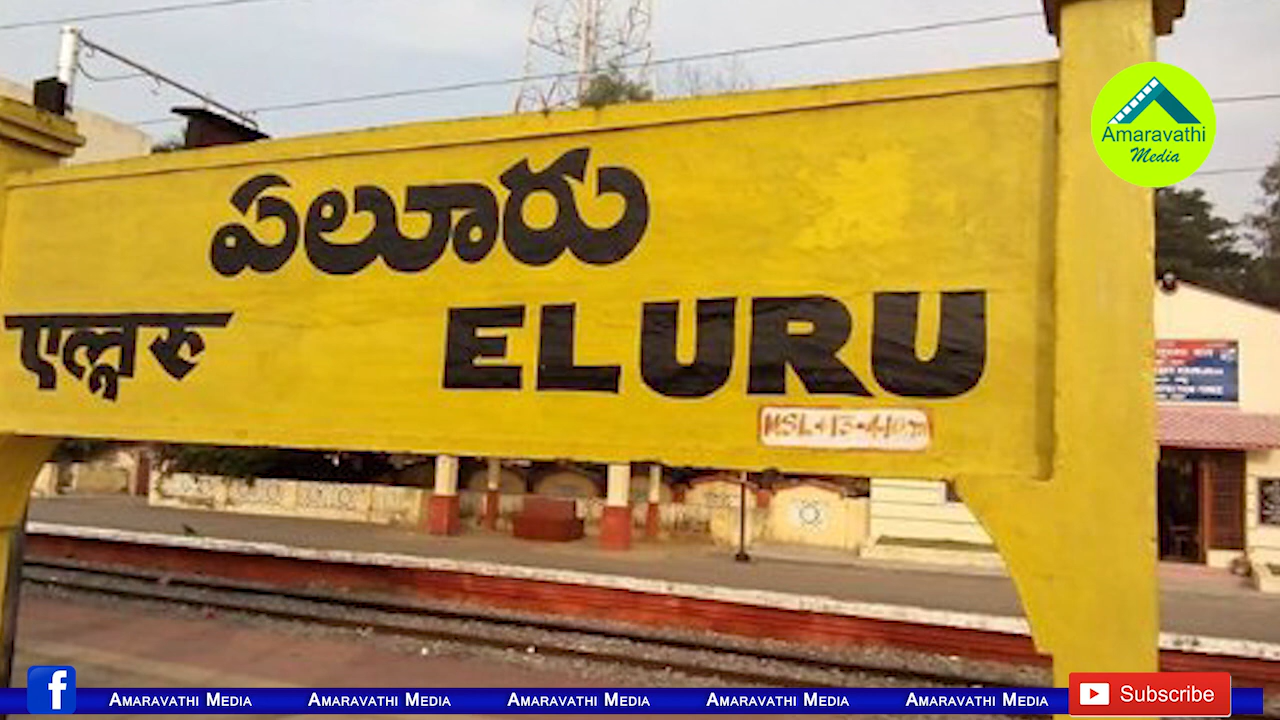 Amaravathi
Media
ఏలూరు
एलूरु
ELURU
f Amaravathi Media Amaravathi Media Amaravathi Media Amaravathi Media Amaravathi Media
Subscribe